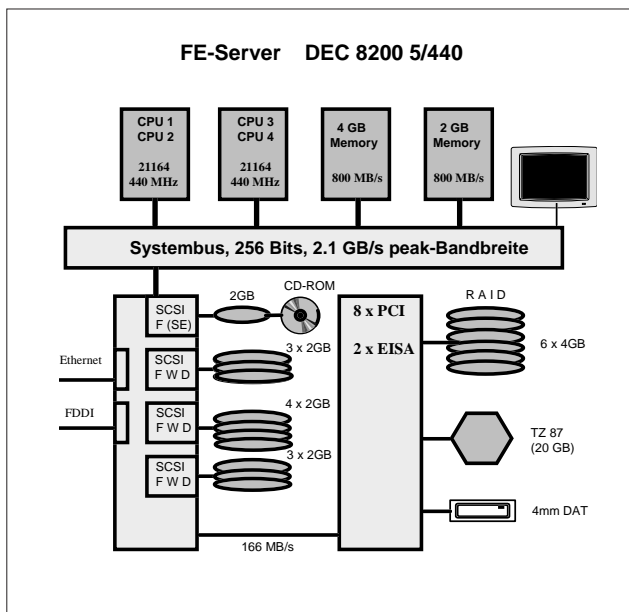 FE-Server DEC 8200 5/440
CPU 1
CPU 2
21164
440 MHz
CPU 3
CPU 4
21164
440 MHz
4 GB
Memory
800 MB/s
2 GB
Memory
800 MB/s
Systembus, 256 Bits, 2.1 GB/s peak-Bandbreite
SCSI
F (SE)
2GB
CD-ROM
Ethernet
SCSI
F W D
3 x 2GB
FDDI
SCSI
F W D
4 x 2GB
SCSI
F W D
3 x 2GB
166 MB/s
8 x PCI
2 x EISA
R A I D
6 x 4GB
TZ 87
(20 GB)
4mm DAT